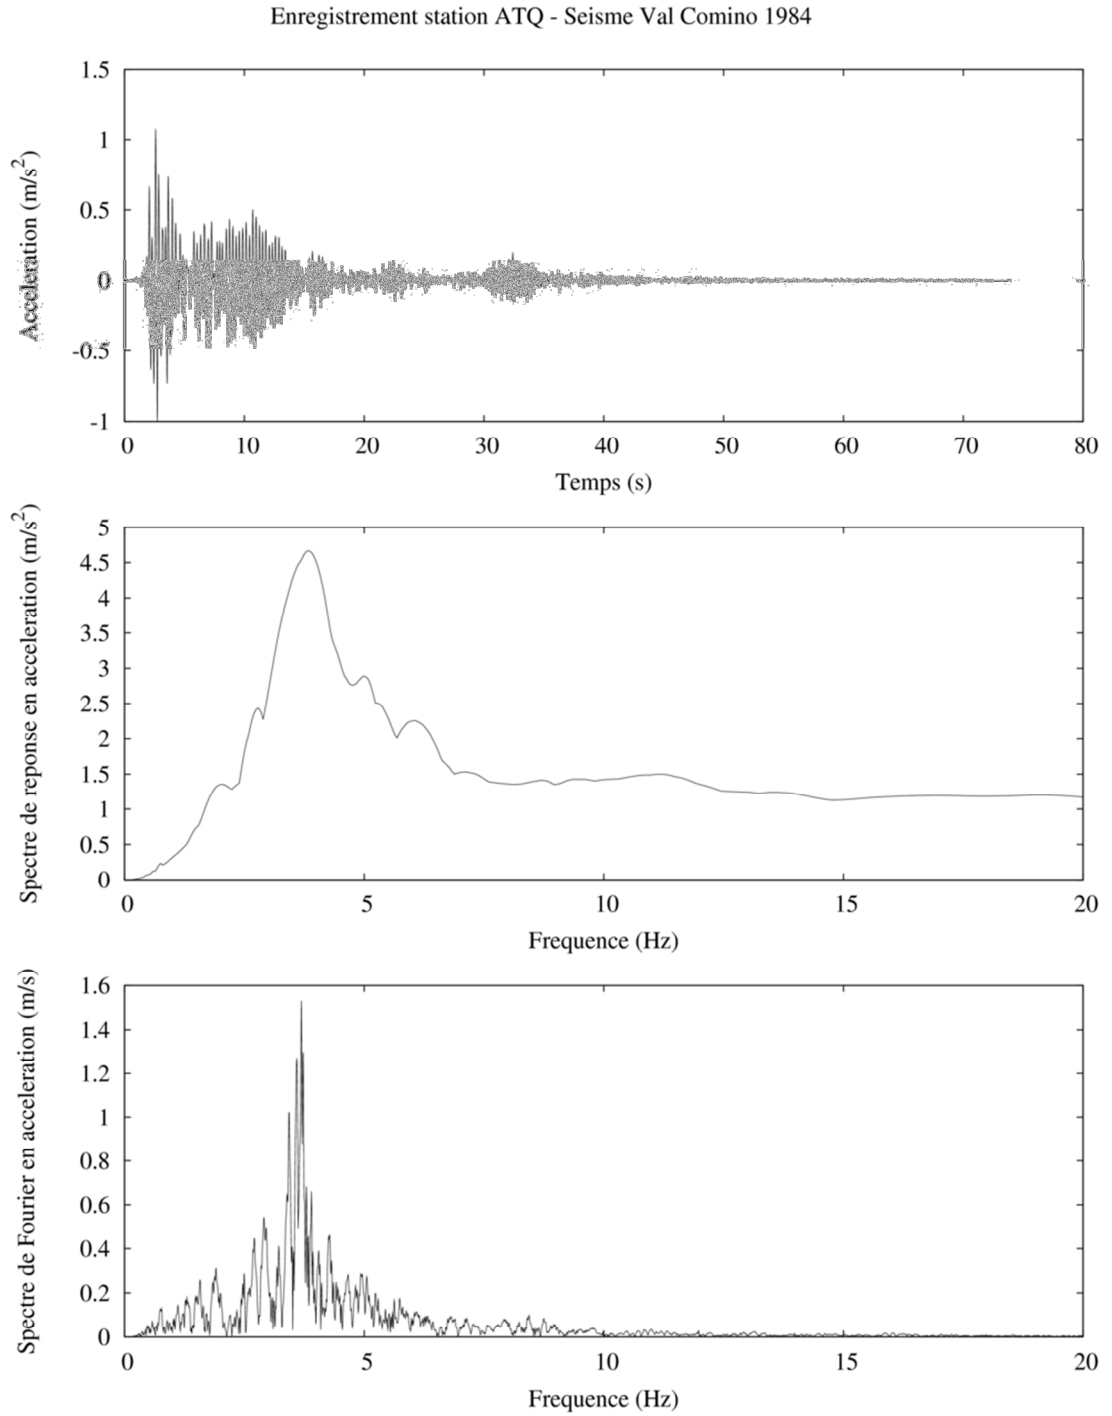 Enregistrement station ATQ - Seisme Val Comino 1984
Acceleration (m/s²)
1.5
1
0.5
0
-0.5
-1
0 10 20 30 40 50 60 70 80
Temps (s)
Spectre de reponse en acceleration (m/s²)
5
4.5
4
3.5
3
2.5
2
1.5
1
0.5
0
0 5 10 15 20
Frequence (Hz)
Spectre de Fourier en acceleration (m/s)
1.6
1.4
1.2
1
0.8
0.6
0.4
0.2
0
0 5 10 15 20
Frequence (Hz)